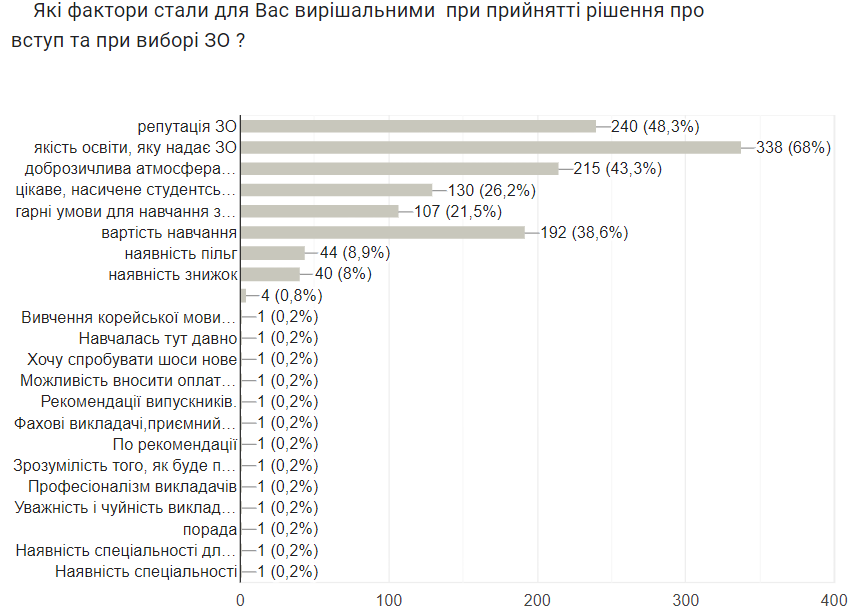 Які фактори стали для Вас вирішальними при прийнятті рішення про
вступ та при виборі ЗО ?
репутація ЗО 240 (48,3%)
якість освіти, яку надає ЗО 338 (68%)
доброзичлива атмосфера… 215 (43,3%)
цікаве, насичене студентсь… 130 (26,2%)
гарні умови для навчання з… 107 (21,5%)
вартість навчання 192 (38,6%)
наявність пільг 44 (8,9%)
наявність знижок 40 (8%)
4 (0,8%)
Вивчення корейської мови… 1 (0,2%)
Навчалась тут давно 1 (0,2%)
Хочу спробувати шоси нове 1 (0,2%)
Можливість вносити оплат… 1 (0,2%)
Рекомендації випускників. 1 (0,2%)
Фахові викладачі,приємний… 1 (0,2%)
По рекомендації 1 (0,2%)
Зрозумілість того, як буде п… 1 (0,2%)
Професіоналізм викладачів 1 (0,2%)
Уважність і чуйність виклад… 1 (0,2%)
порада 1 (0,2%)
Наявність спеціальності дл… 1 (0,2%)
Наявність спеціальності 1 (0,2%)
0 100 200 300 400